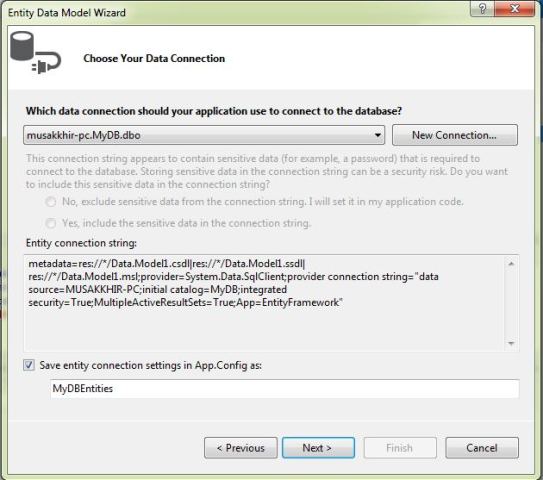 Entity Data Model Wizard
?
Choose Your Data Connection
Which data connection should your application use to connect to the database?
musakkhir-pc.MyDB.dbo
New Connection...
This connection string appears to contain sensitive data (for example, a password) that is required to
connect to the database. Storing sensitive data in the connection string can be a security risk. Do you want
to include this sensitive data in the connection string?
No, exclude sensitive data from the connection string. I will set it in my application code.
Yes, include the sensitive data in the connection string.
Entity connection string:
metadata=res://*/Data.Model1.csdl|res://*/Data.Model1.ssdl|
res://*/Data.Model1.msl;provider=System.Data.SqlClient;provider connection string="data
source=MUSAKKHIR-PC;initial catalog=MyDB;integrated
security=True;MultipleActiveResultSets=True;App=EntityFramework"
Save entity connection settings in App.Config as:
MyDBEntities
< Previous
Next >
Finish
Cancel